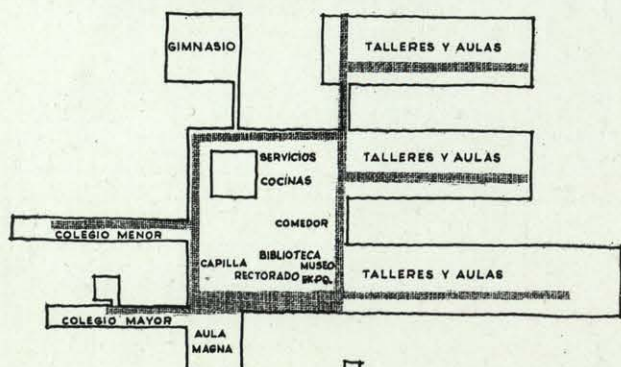 GIMNASIO
TALLERES Y AULAS
SERVICIOS
COCINAS
TALLERES Y AULAS
COMEDOR
COLEGIO MENOR
CAPILLA
BIBLIOTECA
RECTORADO
MUSEO
EXPO.
TALLERES Y AULAS
COLEGIO MAYOR
AULA
MAGNA